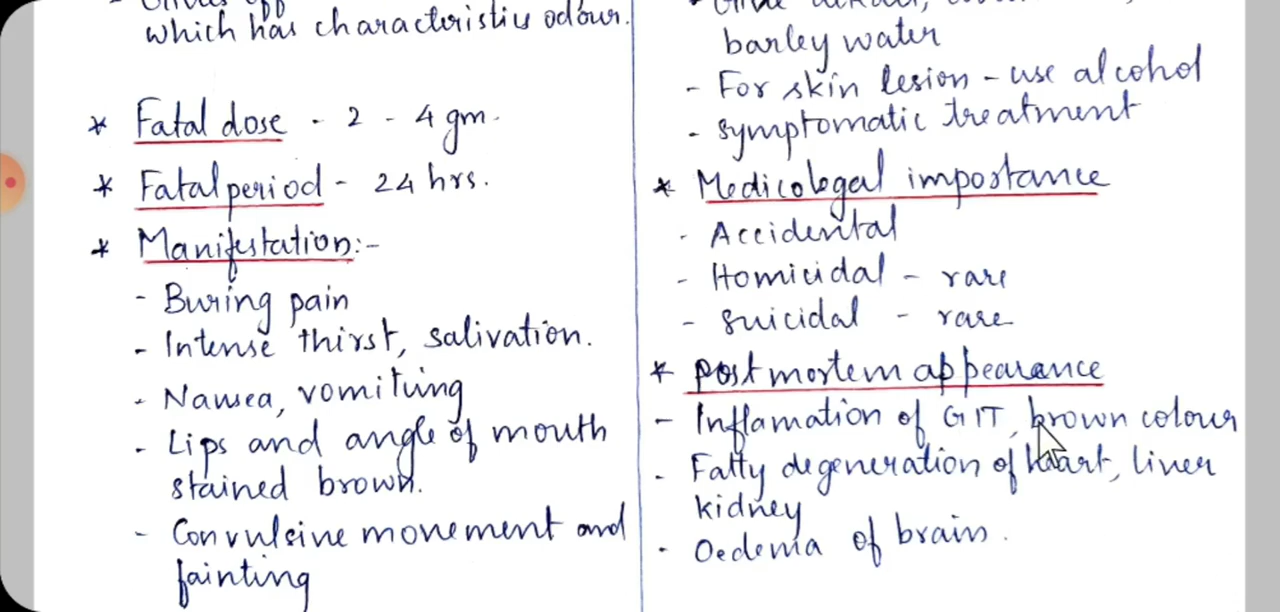 which has characteristic odour.
* Fatal dose - 2 - 4 gm.
* Fatal period - 24 hrs.
* Manifestation:-
- Buring pain
- Intense thirst, salivation.
- Nausea, vomiting
- Lips and angle of mouth
stained brown.
- Convulsive movement and
fainting
barley water
- For skin lesion - use alcohol
- symptomatic treatment
* Medicolegal importance
- Accidental
- Homicidal - rare
- suicidal - rare
* Post mortem appearance
- Inflamation of GIT, brown colour
- Fatty degeneration of heart, liver
kidney
- Oedema of brain.